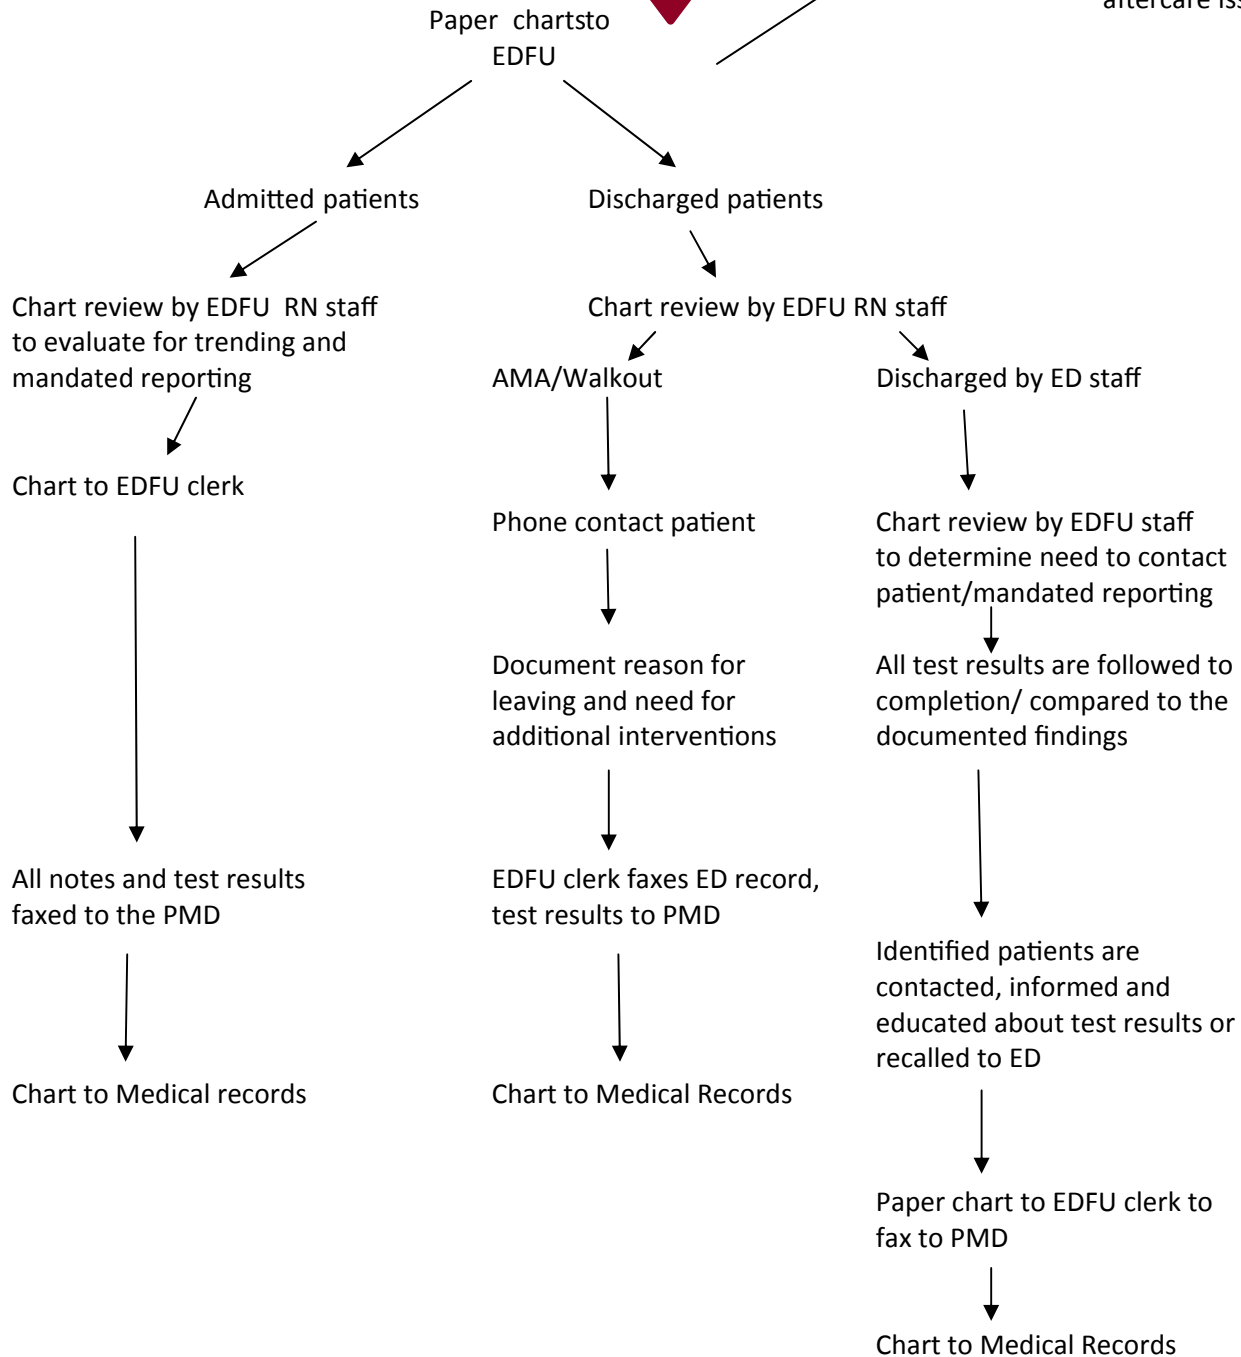 aftercare
Paper chartsto
EDFU
Admitted patients
Discharged patients
Chart review by EDFU RN staff
to evaluate for trending and
mandated reporting
Chart review by EDFU RN staff
AMA/Walkout
Discharged by ED staff
Chart to EDFU clerk
Phone contact patient
Chart review by EDFU staff
to determine need to contact
patient/mandated reporting
Document reason for
leaving and need for
additional interventions
All test results are followed to
completion/ compared to the
documented findings
All notes and test results
faxed to the PMD
EDFU clerk faxes ED record,
test results to PMD
Identified patients are
contacted, informed and
educated about test results or
recalled to ED
Chart to Medical records
Chart to Medical Records
Paper chart to EDFU clerk to
fax to PMD
Chart to Medical Records